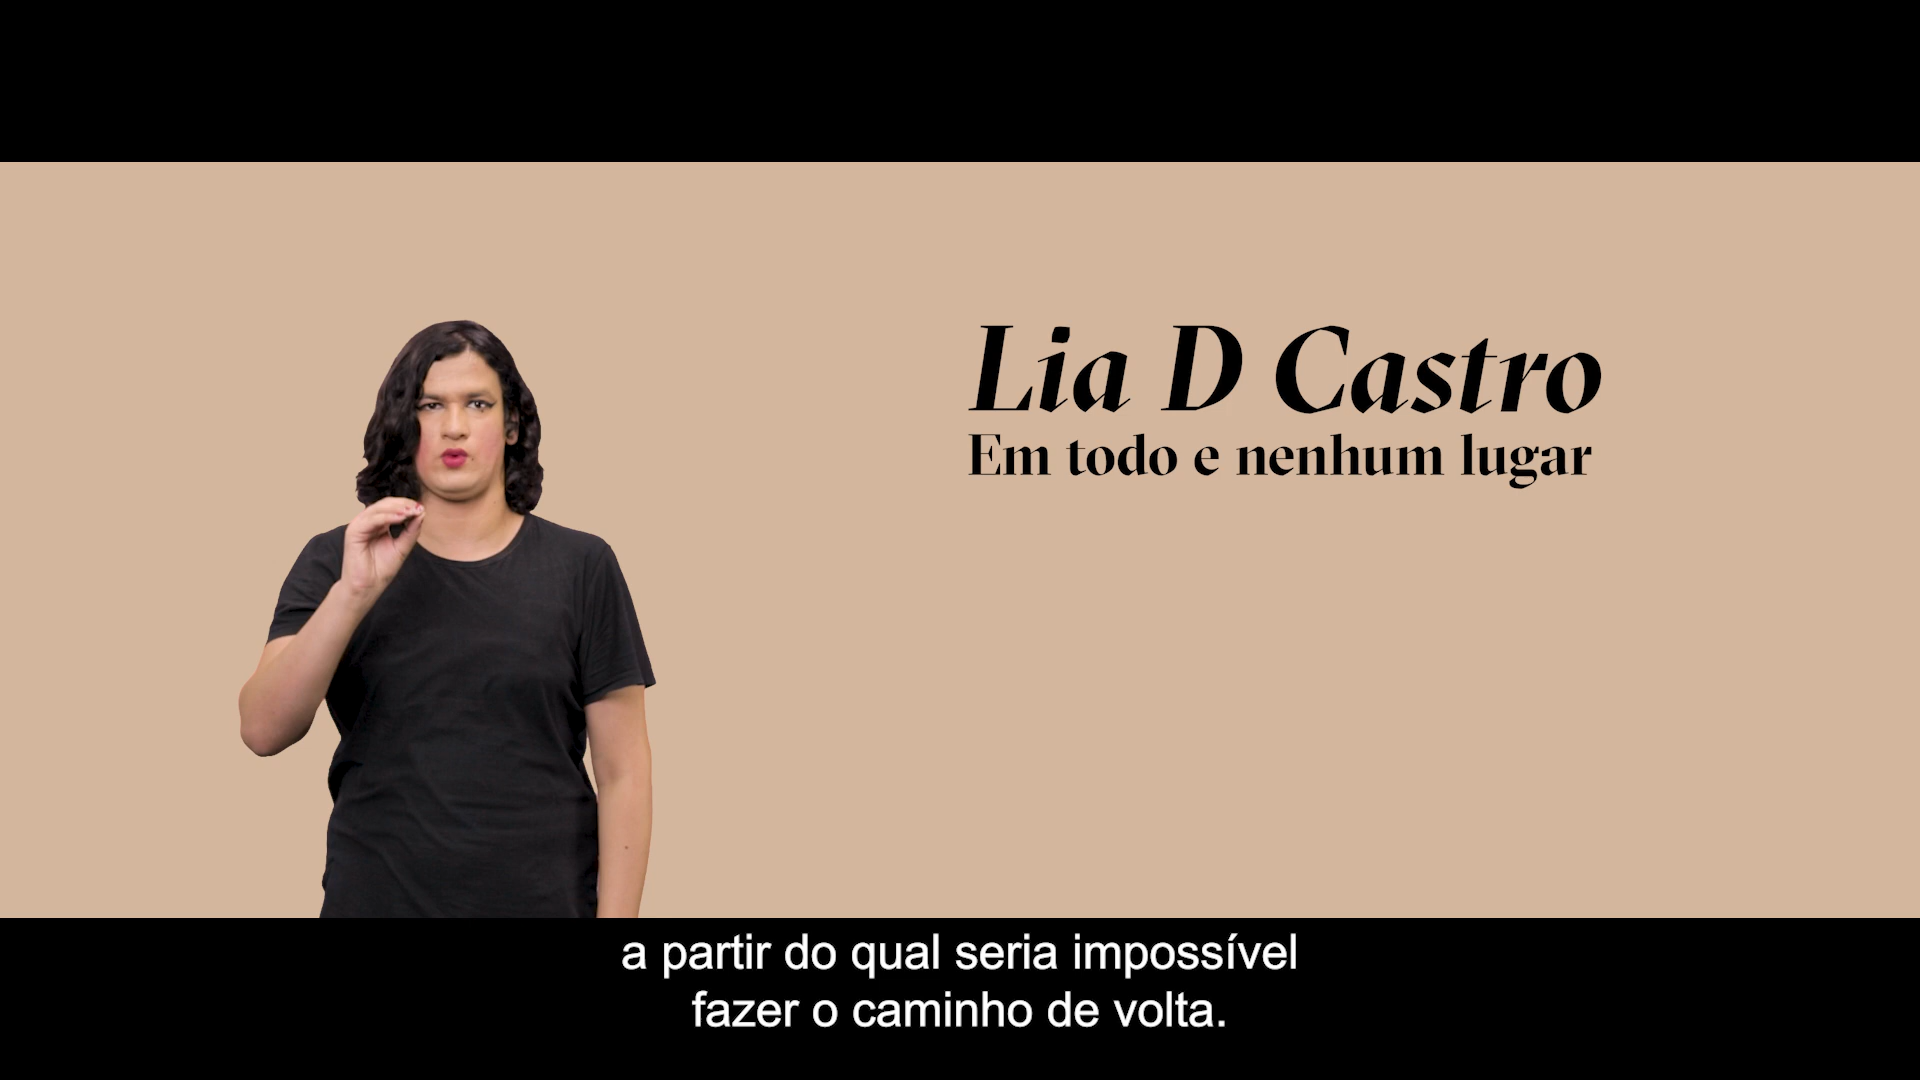 Lia D Castro
Em todo e nenhum lugar
a partir do qual seria impossível
fazer o caminho de volta.